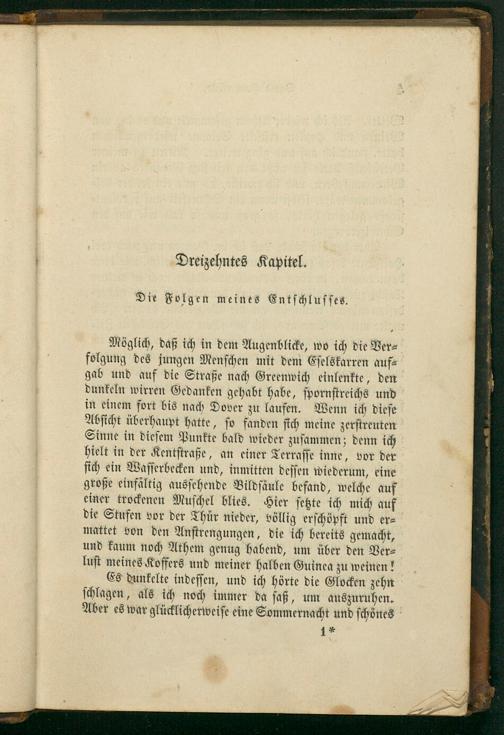 Dreizehntes Kapitel.
Die Folgen meines Entschlusses.
Möglich, daß ich in dem Augenblicke, wo ich die Ver-
folgung des jungen Menschen mit dem Eselskarren auf-
gab und auf die Straße nach Greenwich einlenkte, den
dunkeln wirren Gedanken gehabt habe, spornstreichs und
in einem fort bis nach Dover zu laufen. Wenn ich diese
Absicht überhaupt hatte, so fanden sich meine zerstreuten
Sinne in diesem Punkte bald wieder zusammen; denn ich
hielt in der Kentstraße, an einer Terrasse inne, vor der
sich ein Wasserbecken und, inmitten dessen wiederum, eine
große einfältig aussehende Bildsäule befand, welche auf
einer trockenen Muschel blies. Hier setzte ich mich auf
die Stufen vor der Thür nieder, völlig erschöpft und er-
mattet von den Anstrengungen, die ich bereits gemacht,
und kaum noch Athem genug habend, um über den Ver-
lust meines Koffers und meiner halben Guinea zu weinen!
Es dunkelte indessen, und ich hörte die Glocken zehn
schlagen, als ich noch immer da saß, um auszuruhen.
Aber es war glücklicherweise eine Sommernacht und schönes
1*